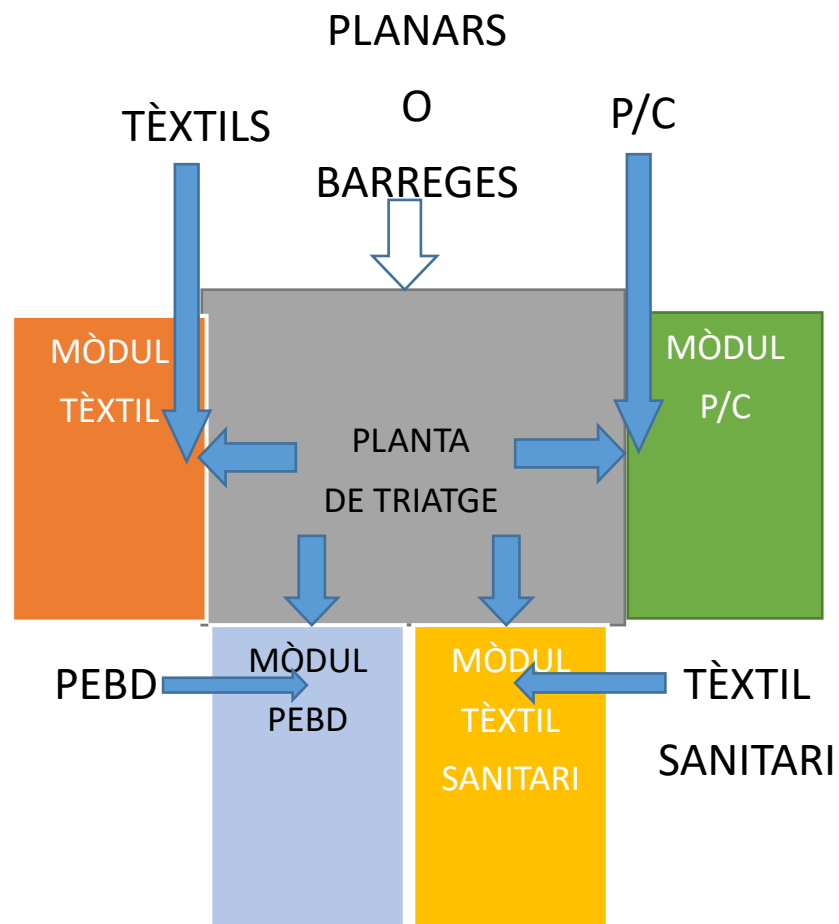 PLANARS
O
BARREGES
TÈXTILS
P/C
MÒDUL
TÈXTIL
MÒDUL
P/C
PLANTA
DE TRIATGE
PEBD
MÒDUL
PEBD
MÒDUL
TÈXTIL
SANITARI
TÈXTIL
SANITARI